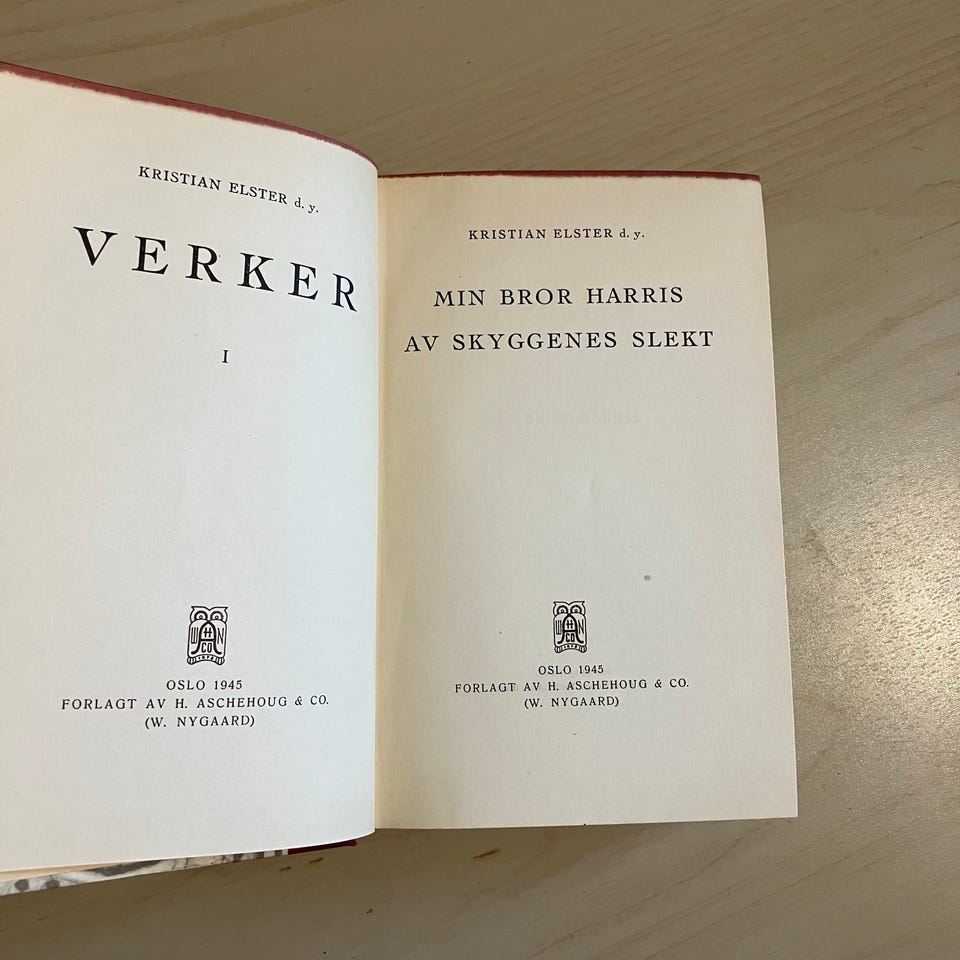 KRISTIAN ELSTER d. y.
VERKER
I
OSLO 1945
FORLAGT AV H. ASCHEHOUG & CO.
(W. NYGAARD)
KRISTIAN ELSTER d. y.
MIN BROR HARRIS
AV SKYGGENES SLEKT
OSLO 1945
FORLAGT AV H. ASCHEHOUG & CO.
(W. NYGAARD)